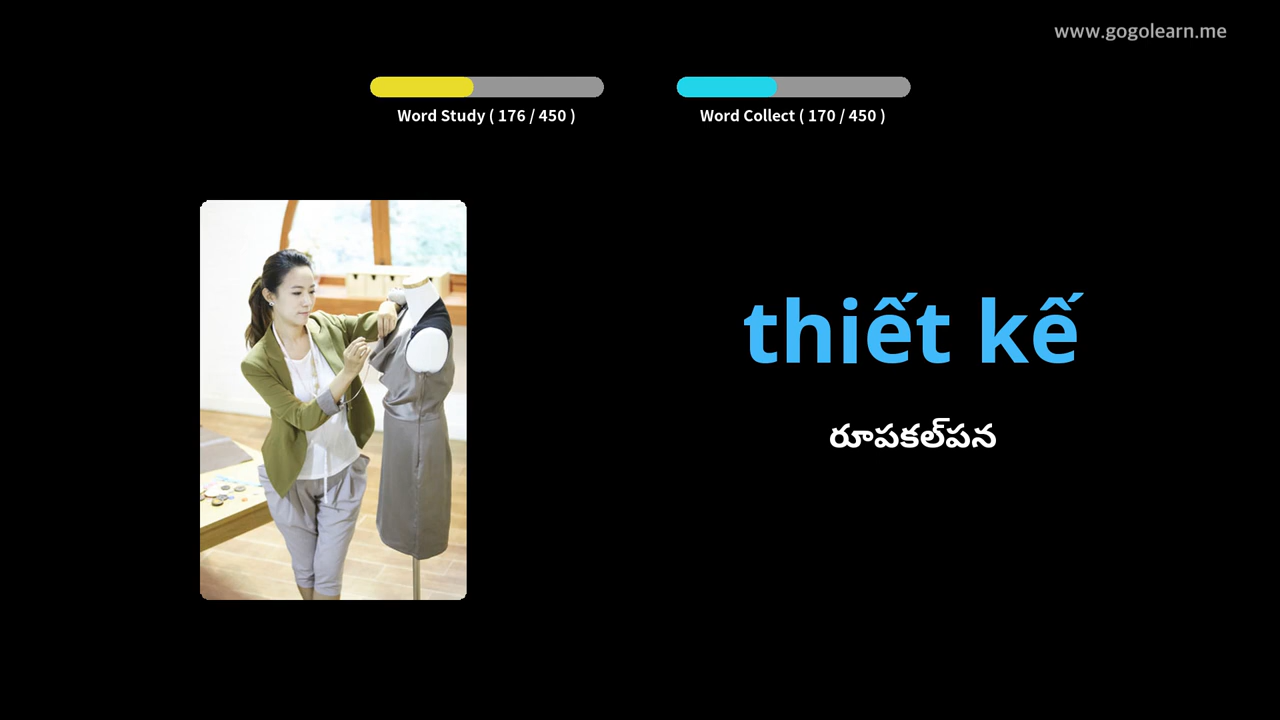 www.gogolearn.me
Word Study ( 176 / 450 )
Word Collect ( 170 / 450 )
thiết kế
రూపకల్పన